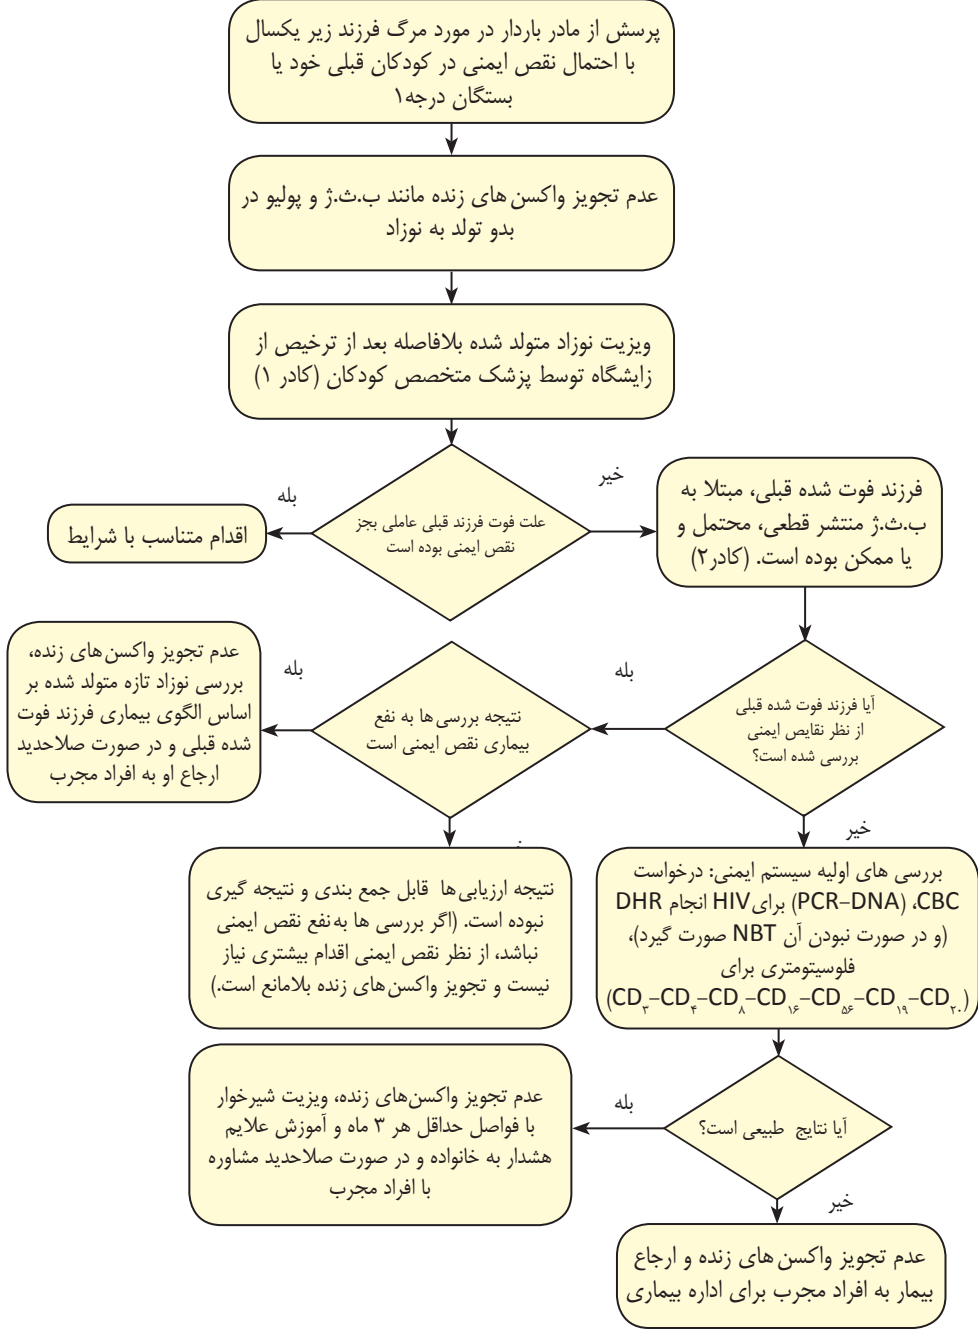 پرسش از مادر باردار در مورد مرگ فرزند زیر یکسال
با احتمال نقص ایمنی در کودکان قبلی خود یا
بستگان درجه۱
عدم تجویز واکسن های زنده مانند ب.ث.ژ و پولیو در
بدو تولد به نوزاد
ویزیت نوزاد متولد شده بلافاصله بعد از ترخیص از
زایشگاه توسط پزشک متخصص کودکان (کادر ۱)
علت فوت فرزند قبلی عاملی بجز
نقص ایمنی بوده است
بله
اقدام متناسب با شرایط
خیر
فرزند فوت شده قبلی، مبتلا به
ب.ث.ژ منتشر قطعی، محتمل و
یا ممکن بوده است. (کادر۲)
آیا فرزند فوت شده قبلی
از نظر نقایص ایمنی
بررسی شده است؟
بله
نتیجه بررسی ها به نفع
بیماری نقص ایمنی است
بله
عدم تجویز واکسن های زنده،
بررسی نوزاد تازه متولد شده بر
اساس الگوی بیماری فرزند فوت
شده قبلی و در صورت صلاحدید
ارجاع او به افراد مجرب
نتیجه ارزیابی ها قابل جمع بندی و نتیجه گیری
نبوده است. (اگر بررسی ها به نفع نقص ایمنی
نباشد، از نظر نقص ایمنی اقدام بیشتری نیاز
نیست و تجویز واکسن های زنده بلامانع است.)
خیر
بررسی های اولیه سیستم ایمنی: درخواست
CBC، (PCR-DNA) برای HIV انجام DHR
(و در صورت نبودن آن NBT صورت گیرد)،
فلوسیتومتری برای
(CD₃-CD₄-CD₈-CD₁₆-CD₅₆-CD₁₉-CD₂₀)
آیا نتایج طبیعی است؟
بله
عدم تجویز واکسن های زنده، ویزیت شیرخوار
با فواصل حداقل هر ۳ ماه و آموزش علایم
هشدار به خانواده و در صورت صلاحدید مشاوره
با افراد مجرب
خیر
عدم تجویز واکسن های زنده و ارجاع
بیمار به افراد مجرب برای اداره بیماری